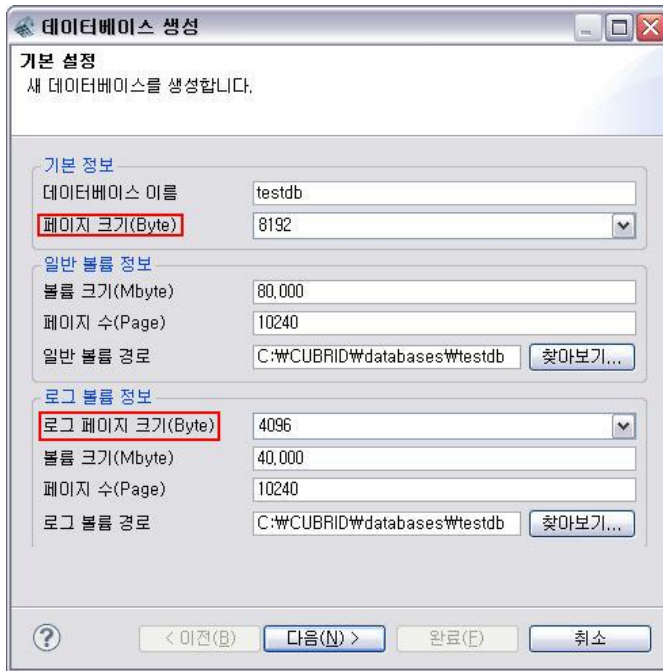 데이터베이스 생성
기본 설정
새 데이터베이스를 생성합니다.
기본 정보
데이터베이스 이름 testdb
페이지 크기(Byte) 8192
일반 볼륨 정보
볼륨 크기(Mbyte) 80,000
페이지 수(Page) 10240
일반 볼륨 경로 C:₩CUBRID₩databases₩testdb 찾아보기...
로그 볼륨 정보
로그 페이지 크기(Byte) 4096
볼륨 크기(Mbyte) 40,000
페이지 수(Page) 10240
로그 볼륨 경로 C:₩CUBRID₩databases₩testdb 찾아보기...
? < 이전(B) 다음(N) > 완료(F) 취소